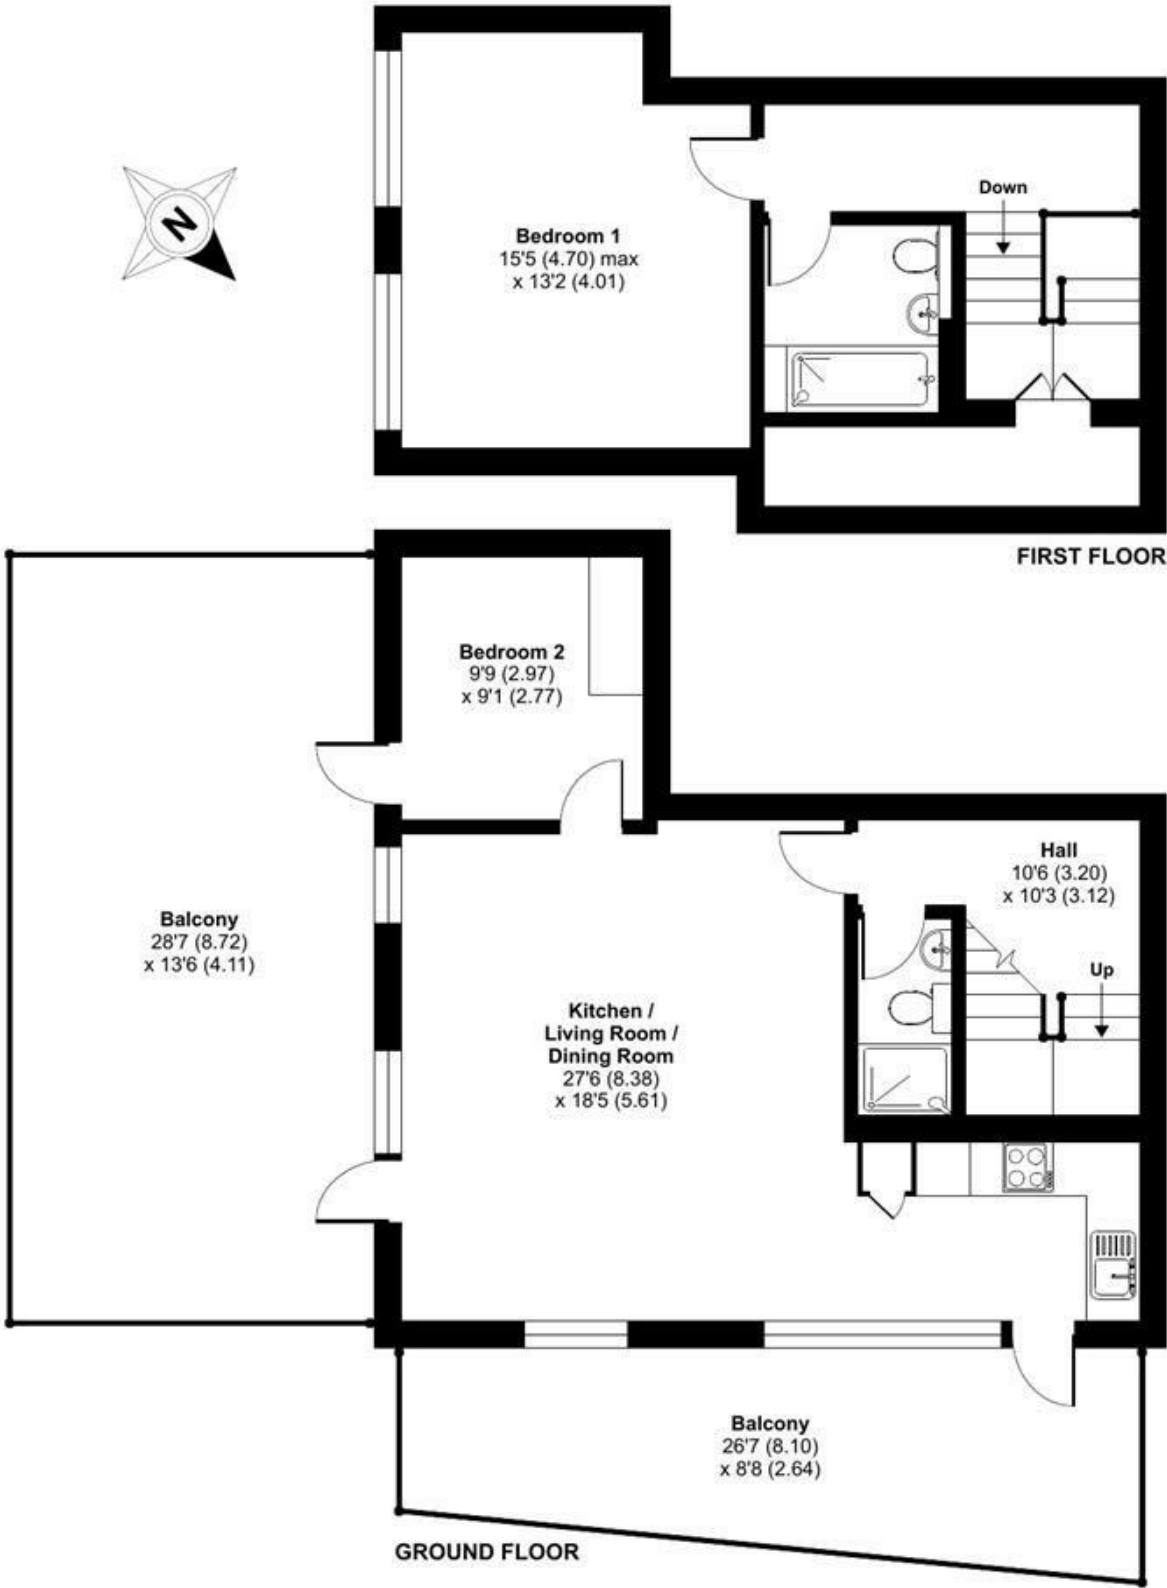 N
Down
Bedroom 1
15'5 (4.70) max
x 13'2 (4.01)
FIRST FLOOR
Bedroom 2
9'9 (2.97)
x 9'1 (2.77)
Hall
10'6 (3.20)
x 10'3 (3.12)
Balcony
28'7 (8.72)
x 13'6 (4.11)
Up
Kitchen /
Living Room /
Dining Room
27'6 (8.38)
x 18'5 (5.61)
Balcony
26'7 (8.10)
x 8'8 (2.64)
GROUND FLOOR